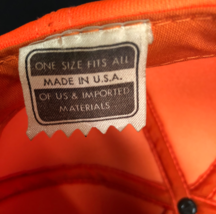 ONE SIZE FITS ALL
MADE IN U.S.A.
OF US & IMPORTED
MATERIALS